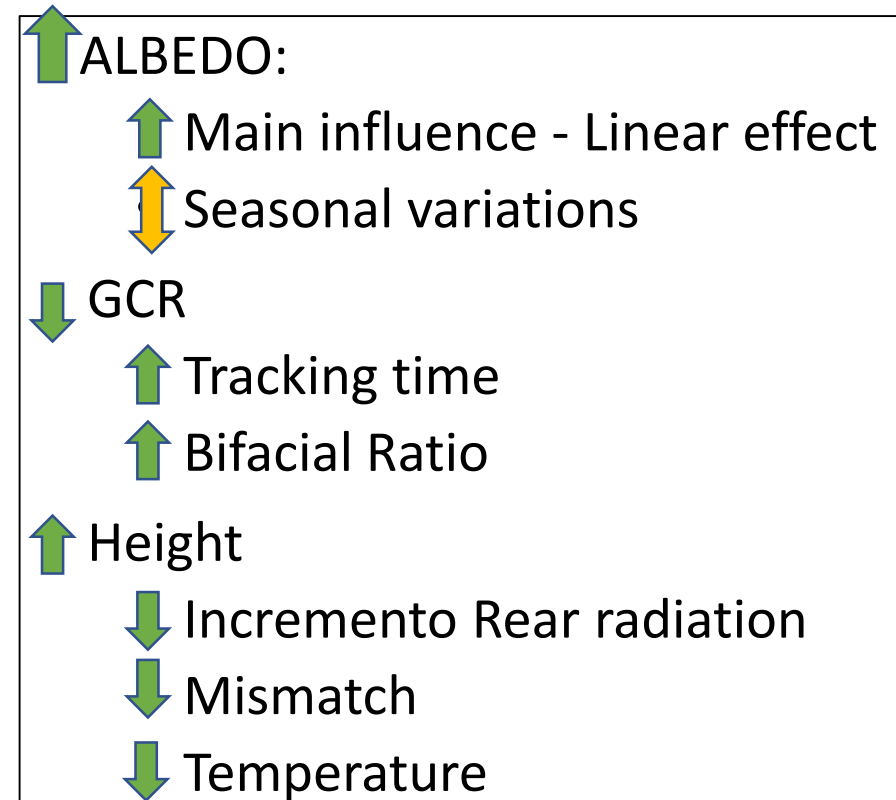 ALBEDO:
Main influence - Linear effect
Seasonal variations
GCR
Tracking time
Bifacial Ratio
Height
Incremento Rear radiation
Mismatch
Temperature